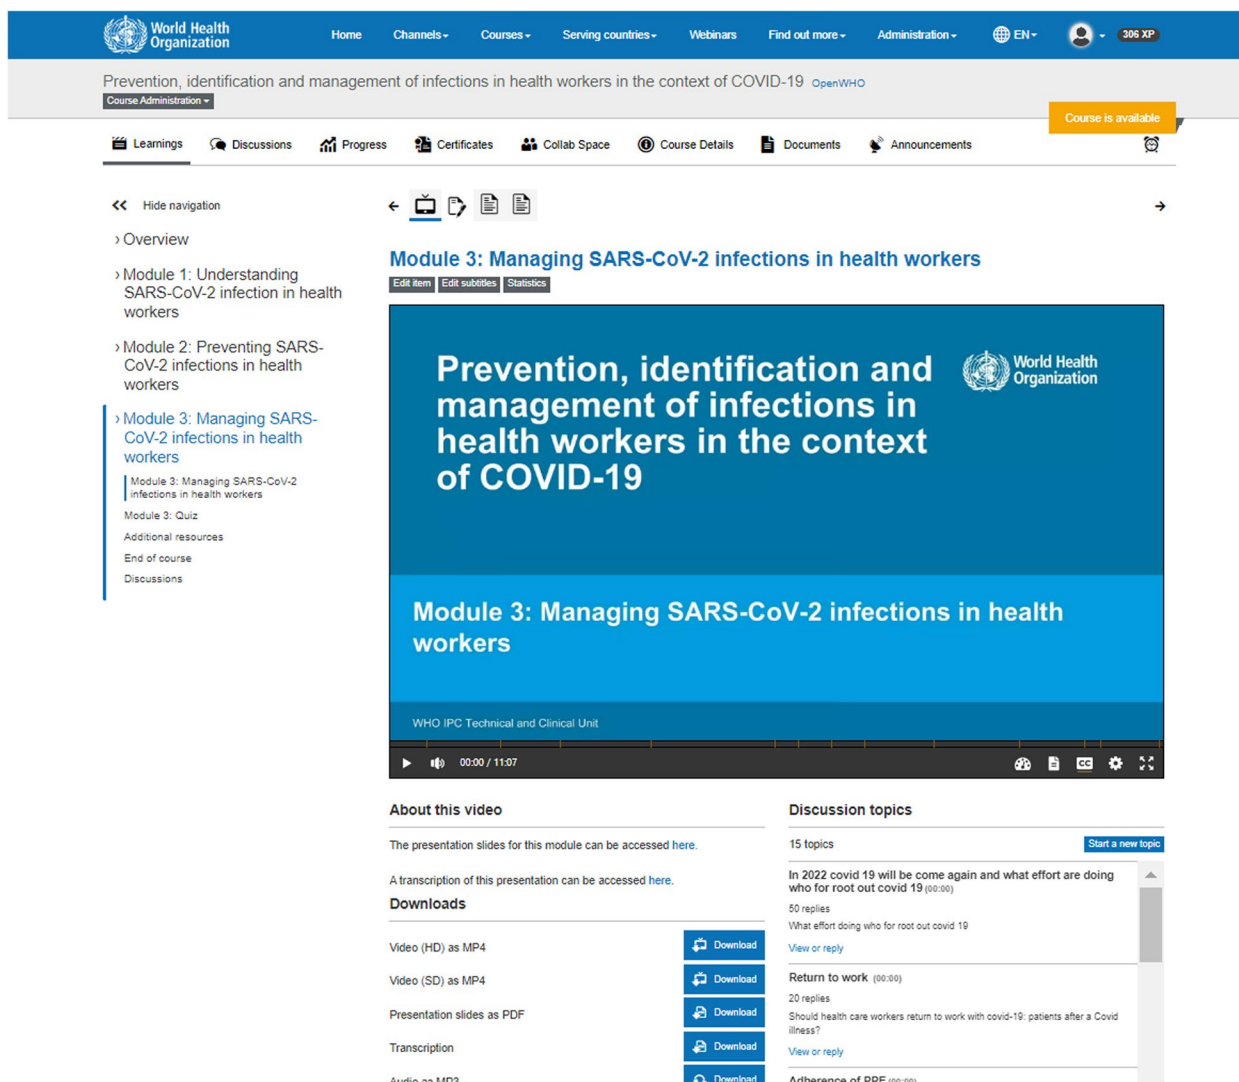 World Health
Organization
Home
Channels
Courses
Serving countries
Webinars
Find out more
Administration
EN
306 XP
Prevention, identification and management of infections in health workers in the context of COVID-19 OpenWHO
Course Administration
Course is available
Learnings
Discussions
Progress
Certificates
Collab Space
Course Details
Documents
Announcements
Hide navigation
Overview
Module 1: Understanding
SARS-CoV-2 infection in health
workers
Module 2: Preventing SARS-
CoV-2 infections in health
workers
Module 3: Managing SARS-
CoV-2 infections in health
workers
Module 3: Managing SARS-CoV-2
infections in health workers
Module 3: Quiz
Additional resources
End of course
Discussions
Module 3: Managing SARS-CoV-2 infections in health workers
Edit item Edit subtitles Statistics
Prevention, identification and
management of infections in
health workers in the context
of COVID-19
World Health
Organization
Module 3: Managing SARS-CoV-2 infections in health
workers
WHO IPC Technical and Clinical Unit
00:00 / 11:07
CC
About this video
The presentation slides for this module can be accessed here.
A transcription of this presentation can be accessed here.
Downloads
Video (HD) as MP4 Download
Video (SD) as MP4 Download
Presentation slides as PDF Download
Transcription Download
Audio as MP3 Download
Discussion topics
15 topics Start a new topic
In 2022 covid 19 will be come again and what effort are doing
who for root out covid 19 (00:00)
50 replies
What effort doing who for root out covid 19
View or reply
Return to work (00:00)
20 replies
Should health care workers return to work with covid-19: patients after a Covid
illness?
View or reply
Adherence of PPE (00:00)